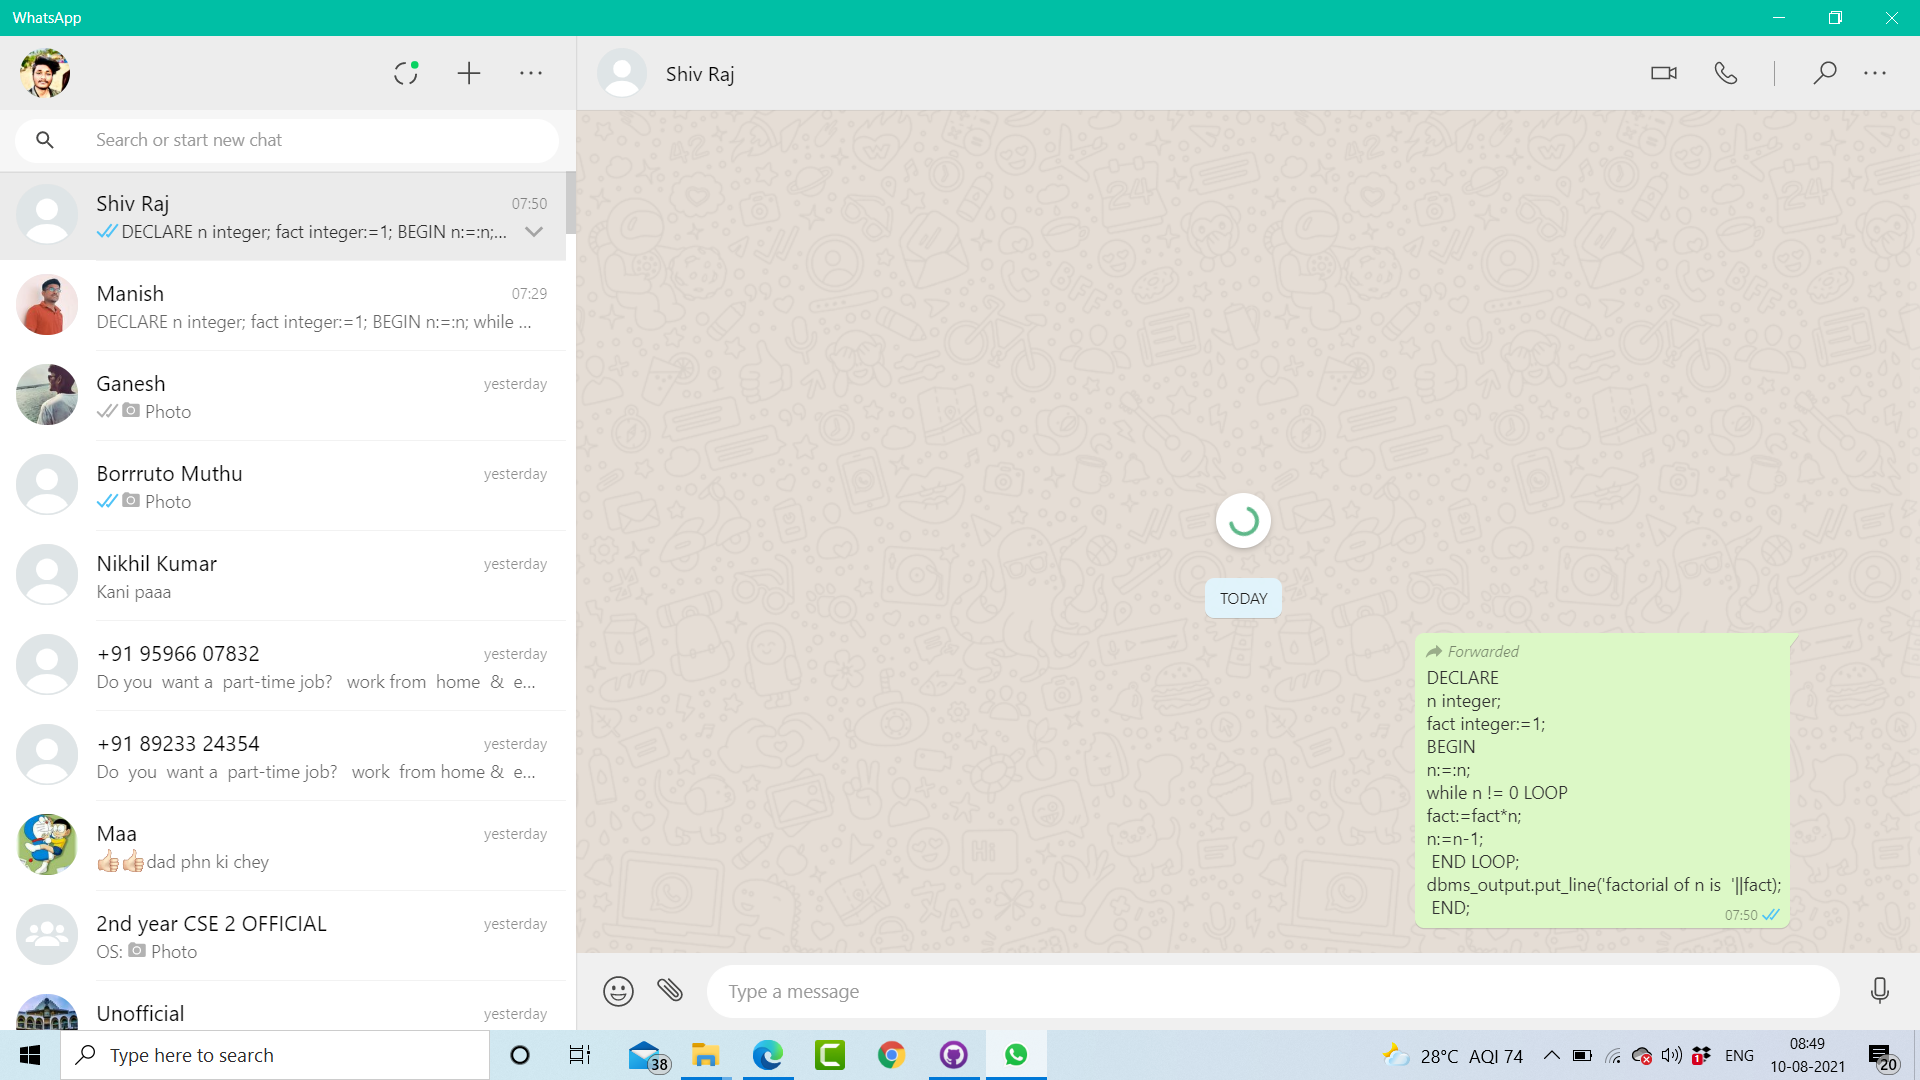 WhatsApp
Search or start new chat
Shiv Raj
07:50
DECLARE n integer; fact integer:=1; BEGIN n:=:n;...
Manish
07:29
DECLARE n integer; fact integer:=1; BEGIN n:=:n; while ...
Ganesh
yesterday
Photo
Borrruto Muthu
yesterday
Photo
Nikhil Kumar
yesterday
Kani paaa
+91 95966 07832
yesterday
Do you want a part-time job? work from home & e...
+91 89233 24354
yesterday
Do you want a part-time job? work from home & e...
Maa
yesterday
👍🏻👍🏻dad phn ki chey
2nd year CSE 2 OFFICIAL
yesterday
OS: Photo
Unofficial
yesterday
Shiv Raj
TODAY
Forwarded
DECLARE
n integer;
fact integer:=1;
BEGIN
n:=:n;
while n != 0 LOOP
fact:=fact*n;
n:=n-1;
END LOOP;
dbms_output.put_line('factorial of n is '||fact);
END;
07:50
Type a message
Type here to search
38
28°C AQI 74
1
ENG
08:49
10-08-2021
20